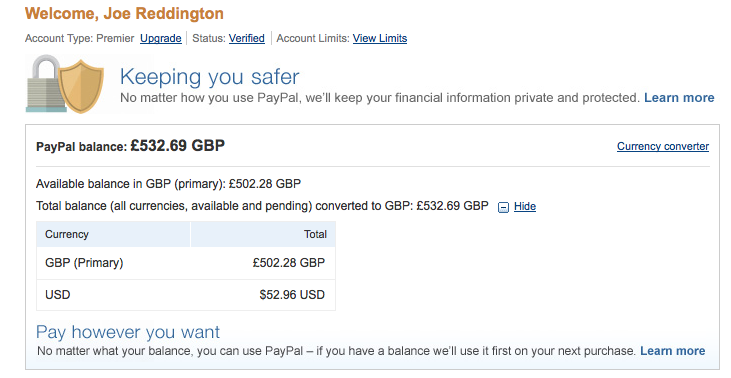 Welcome, Joe Reddington
Account Type: Premier Upgrade Status: Verified Account Limits: View Limits
Keeping you safer
No matter how you use PayPal, we'll keep your financial information private and protected. Learn more
PayPal balance: £532.69 GBP Currency converter
Available balance in GBP (primary): £502.28 GBP
Total balance (all currencies, available and pending) converted to GBP: £532.69 GBP Hide
Currency Total
GBP (Primary) £502.28 GBP
USD $52.96 USD
Pay however you want
No matter what your balance, you can use PayPal – if you have a balance we'll use it first on your next purchase. Learn more